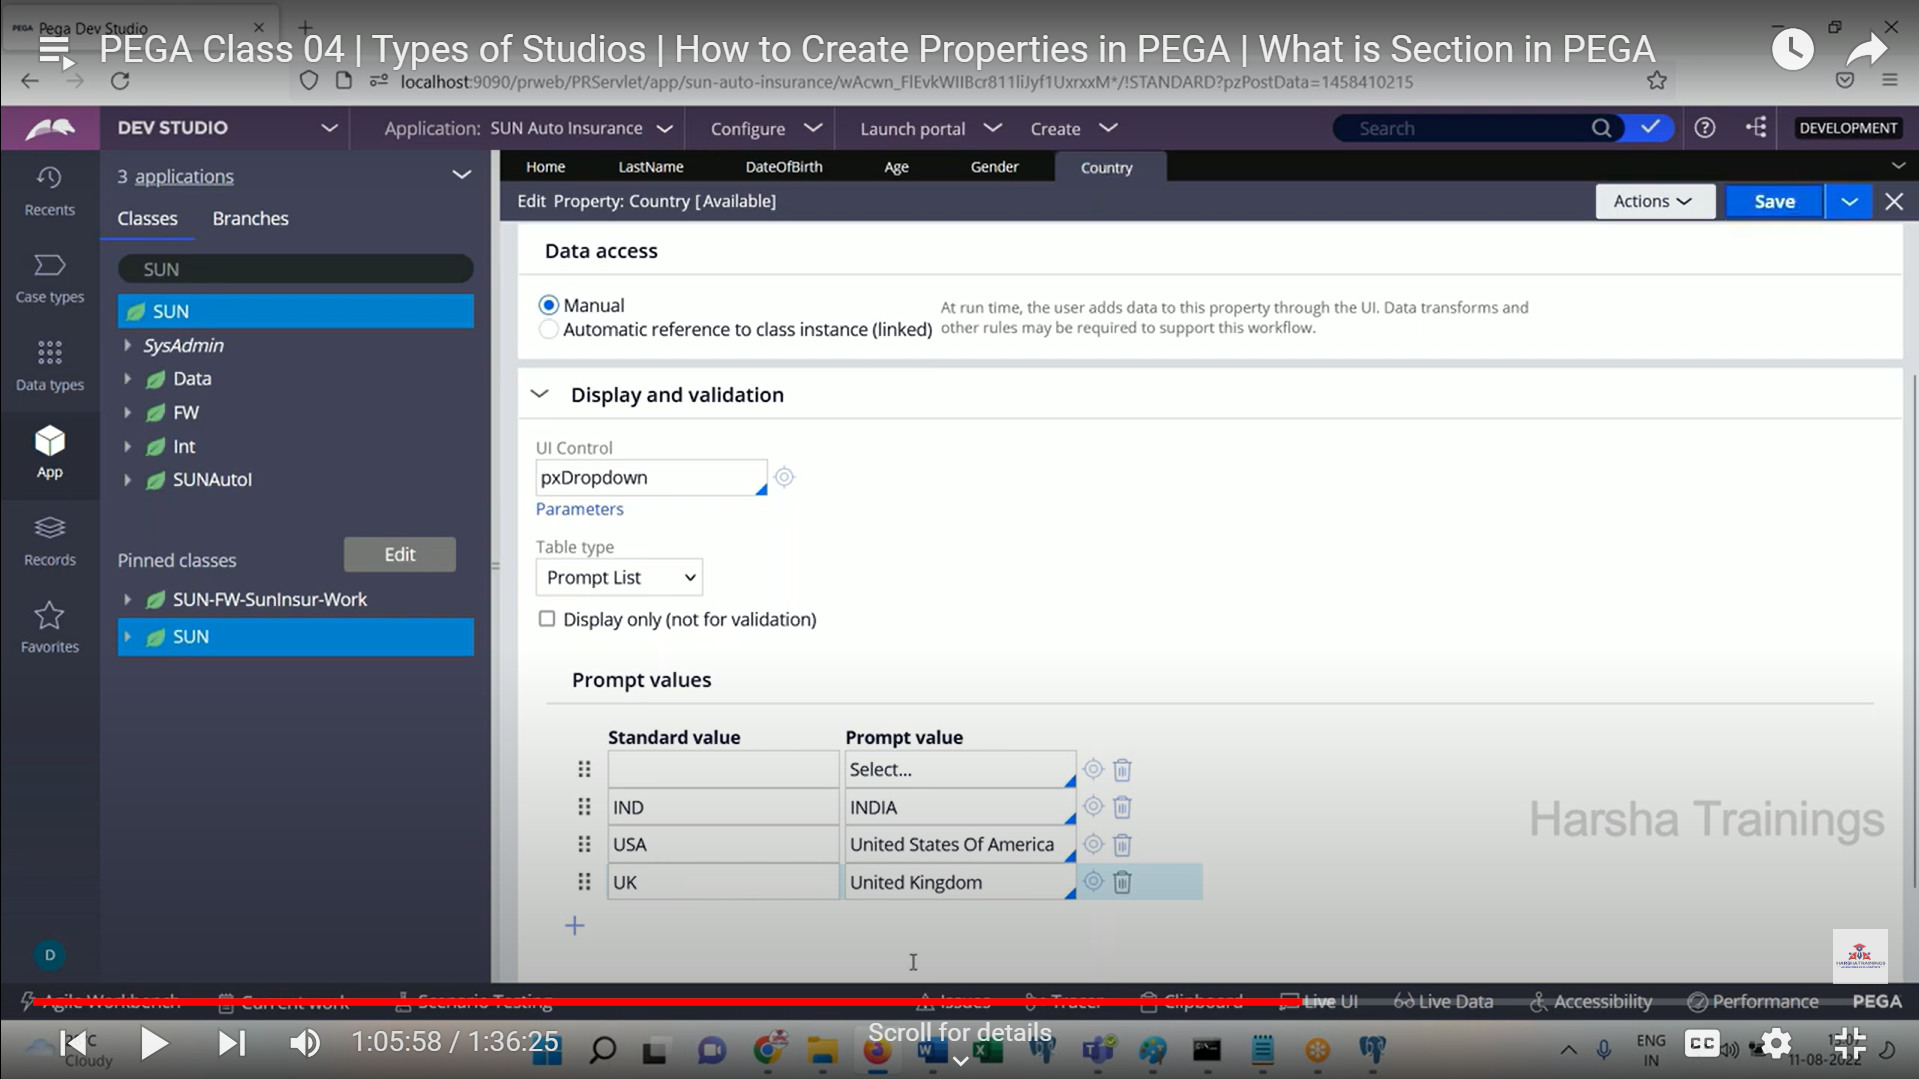 PEGA Pega Dev Studio
PEGA Class 04 | Types of Studios | How to Create Properties in PEGA | What is Section in PEGA
localhost:9090/prweb/PRServlet/app/sun-auto-insurance/wAcwn_FlEvkWIIBcr811liJyf1UxrxxM*/!STANDARD?pzPostData=1458410215
DEV STUDIO
Application: SUN Auto Insurance
Configure
Launch portal
Create
Search
DEVELOPMENT
Recents
Case types
Data types
App
Records
Favorites
D
3 applications
Classes Branches
SUN
SUN
SysAdmin
Data
FW
Int
SUNAutoI
Pinned classes
Edit
SUN-FW-SunInsur-Work
SUN
Home LastName DateOfBirth Age Gender Country
Edit Property: Country [Available]
Actions Save
Data access
Manual
Automatic reference to class instance (linked)
At run time, the user adds data to this property through the UI. Data transforms and
other rules may be required to support this workflow.
Display and validation
UI Control
pxDropdown
Parameters
Table type
Prompt List
Display only (not for validation)
Prompt values
Standard value Prompt value
Select...
IND INDIA
USA United States Of America
UK United Kingdom
Harsha Trainings
HARSHA TRAININGS
Agile Workbench Current work Scenario Testing Issues Tracer Clipboard Live UI Live Data Accessibility Performance PEGA
1:05:58 / 1:36:25
Scroll for details
Cloudy
ENG
IN
CC
11-08-2022